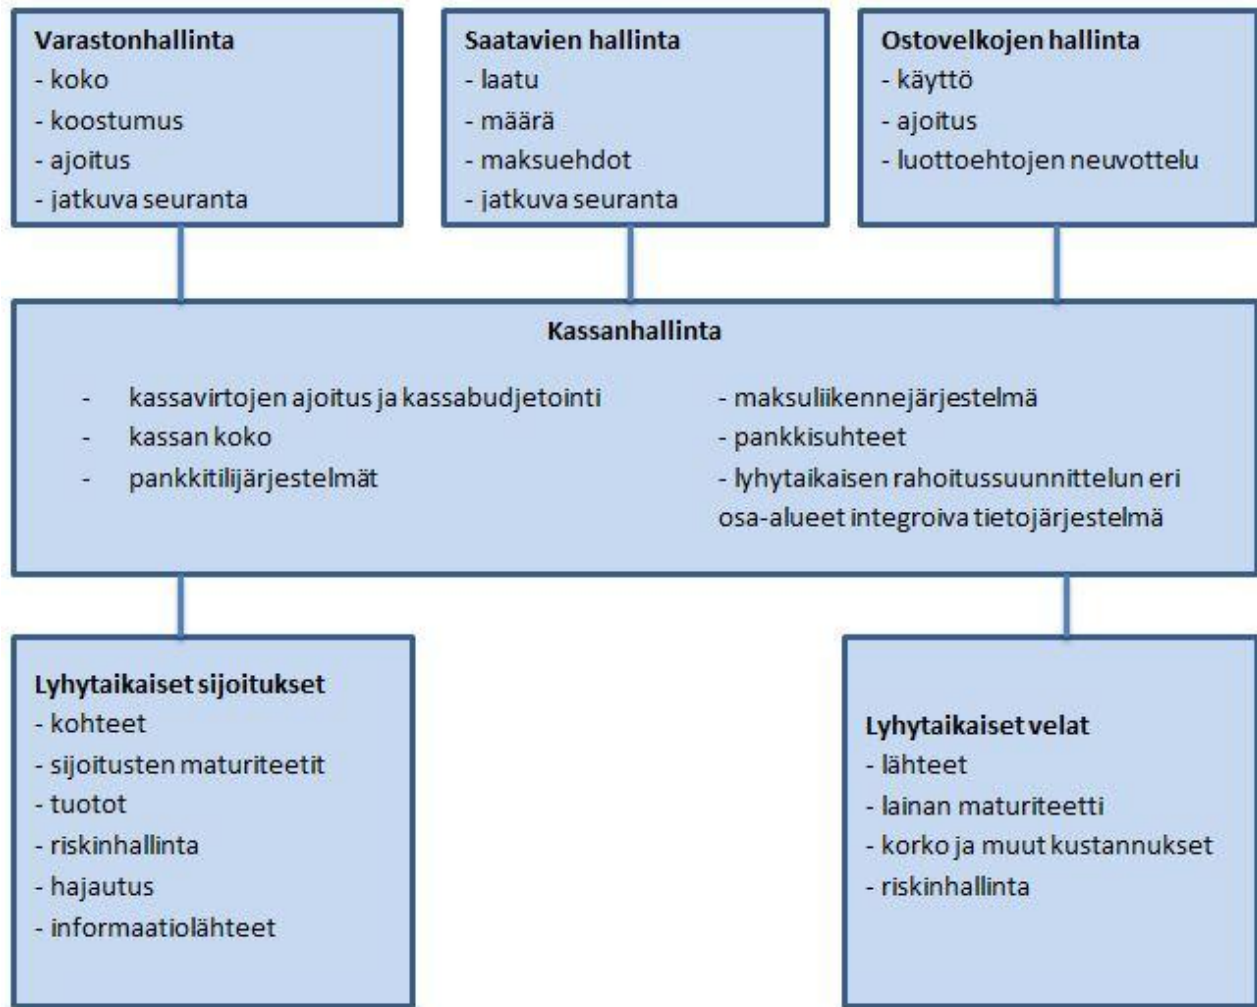 Varastonhallinta
- koko
- koostumus
- ajoitus
- jatkuva seuranta
Saatavien hallinta
- laatu
- määrä
- maksuehdot
- jatkuva seuranta
Ostovelkojen hallinta
- käyttö
- ajoitus
- luottoehtojen neuvottelu
Kassanhallinta
- kassavirtojen ajoitus ja kassabudjetointi
- kassan koko
- pankkitilijärjestelmät
- maksuliikennejärjestelmä
- pankkisuhteet
- lyhytaikaisen rahoitussuunnittelun eri
osa-alueet integroiva tietojärjestelmä
Lyhytaikaiset sijoitukset
- kohteet
- sijoitusten maturiteetit
- tuotot
- riskinhallinta
- hajautus
- informaatiolähteet
Lyhytaikaiset velat
- lähteet
- lainan maturiteetti
- korko ja muut kustannukset
- riskinhallinta